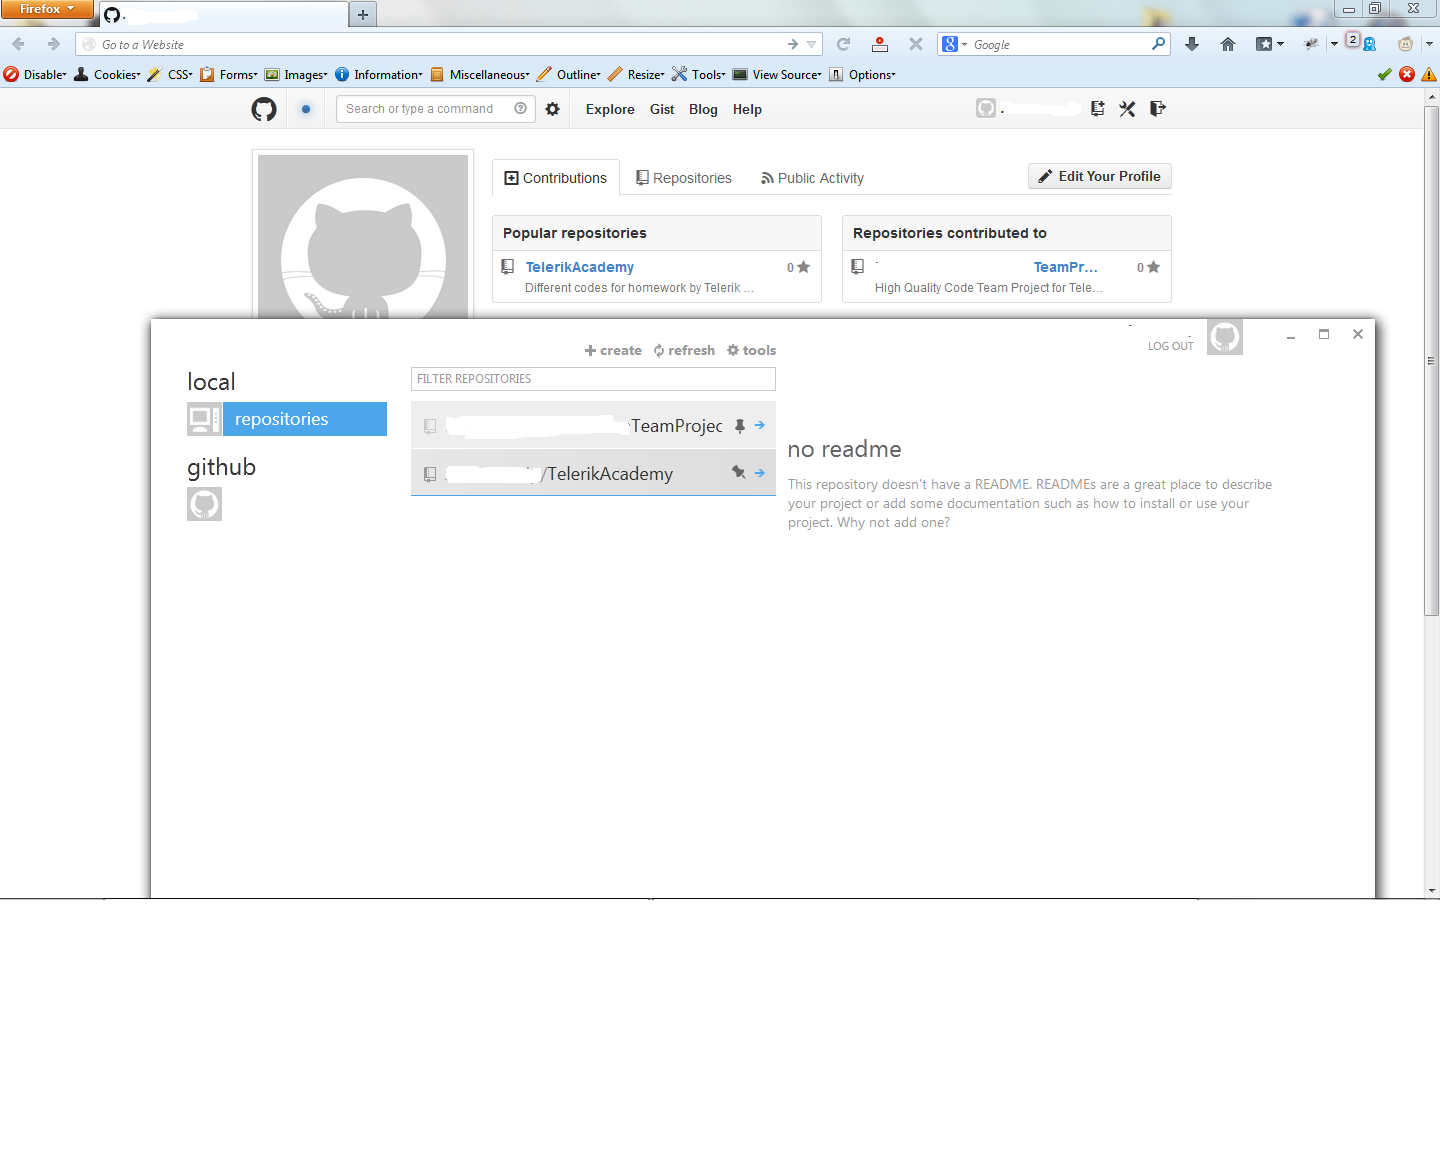 Firefox
Go to a Website
Google
2
Disable Cookies CSS Forms Images Information Miscellaneous Outline Resize Tools View Source Options
Search or type a command
Explore Gist Blog Help
Contributions Repositories Public Activity
Edit Your Profile
Popular repositories
TelerikAcademy 0
Different codes for homework by Telerik ...
Repositories contributed to
TeamPr... 0
High Quality Code Team Project for Tele...
LOG OUT
create refresh tools
local
repositories
github
FILTER REPOSITORIES
TeamProjec
/TelerikAcademy
no readme
This repository doesn't have a README. READMEs are a great place to describe
your project or add some documentation such as how to install or use your
project. Why not add one?